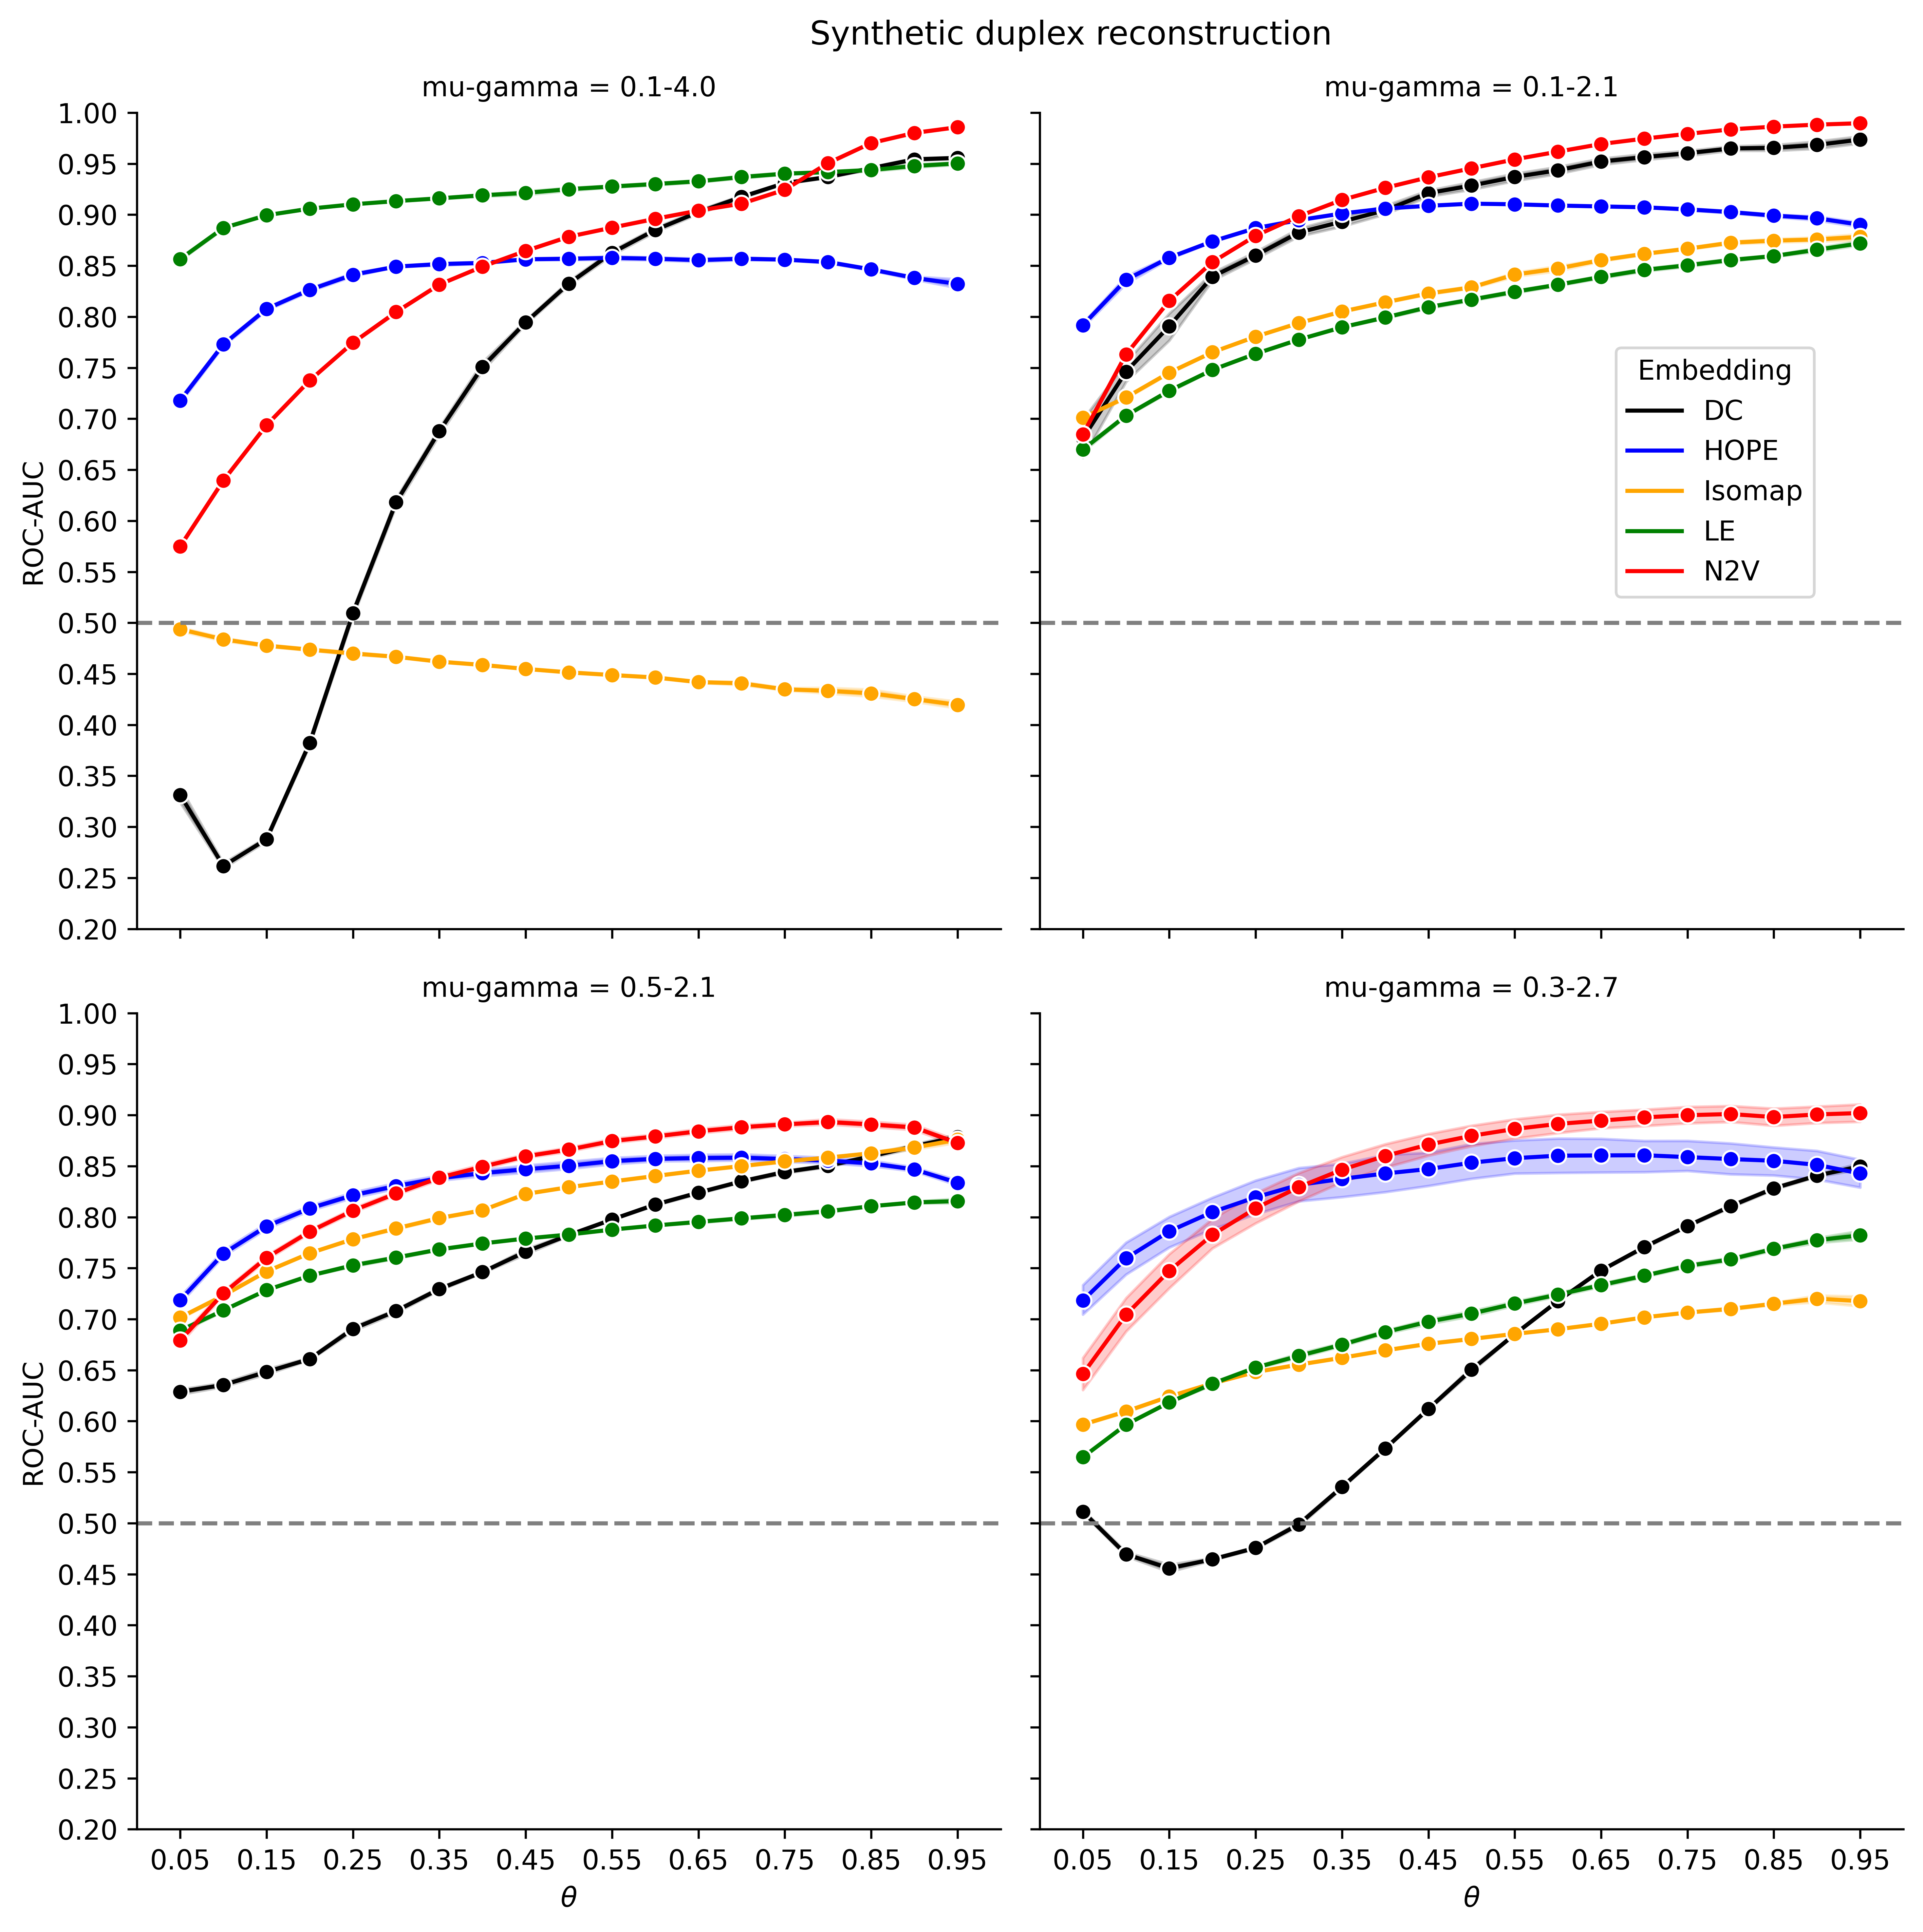 Synthetic duplex reconstruction
mu-gamma = 0.1-4.0
mu-gamma = 0.1-2.1
ROC-AUC
1.00
0.95
0.90
0.85
0.80
0.75
0.70
0.65
0.60
0.55
0.50
0.45
0.40
0.35
0.30
0.25
0.20
Embedding
DC
HOPE
Isomap
LE
N2V
mu-gamma = 0.5-2.1
mu-gamma = 0.3-2.7
ROC-AUC
1.00
0.95
0.90
0.85
0.80
0.75
0.70
0.65
0.60
0.55
0.50
0.45
0.40
0.35
0.30
0.25
0.20
0.05 0.15 0.25 0.35 0.45 0.55 0.65 0.75 0.85 0.95
θ
0.05 0.15 0.25 0.35 0.45 0.55 0.65 0.75 0.85 0.95
θ